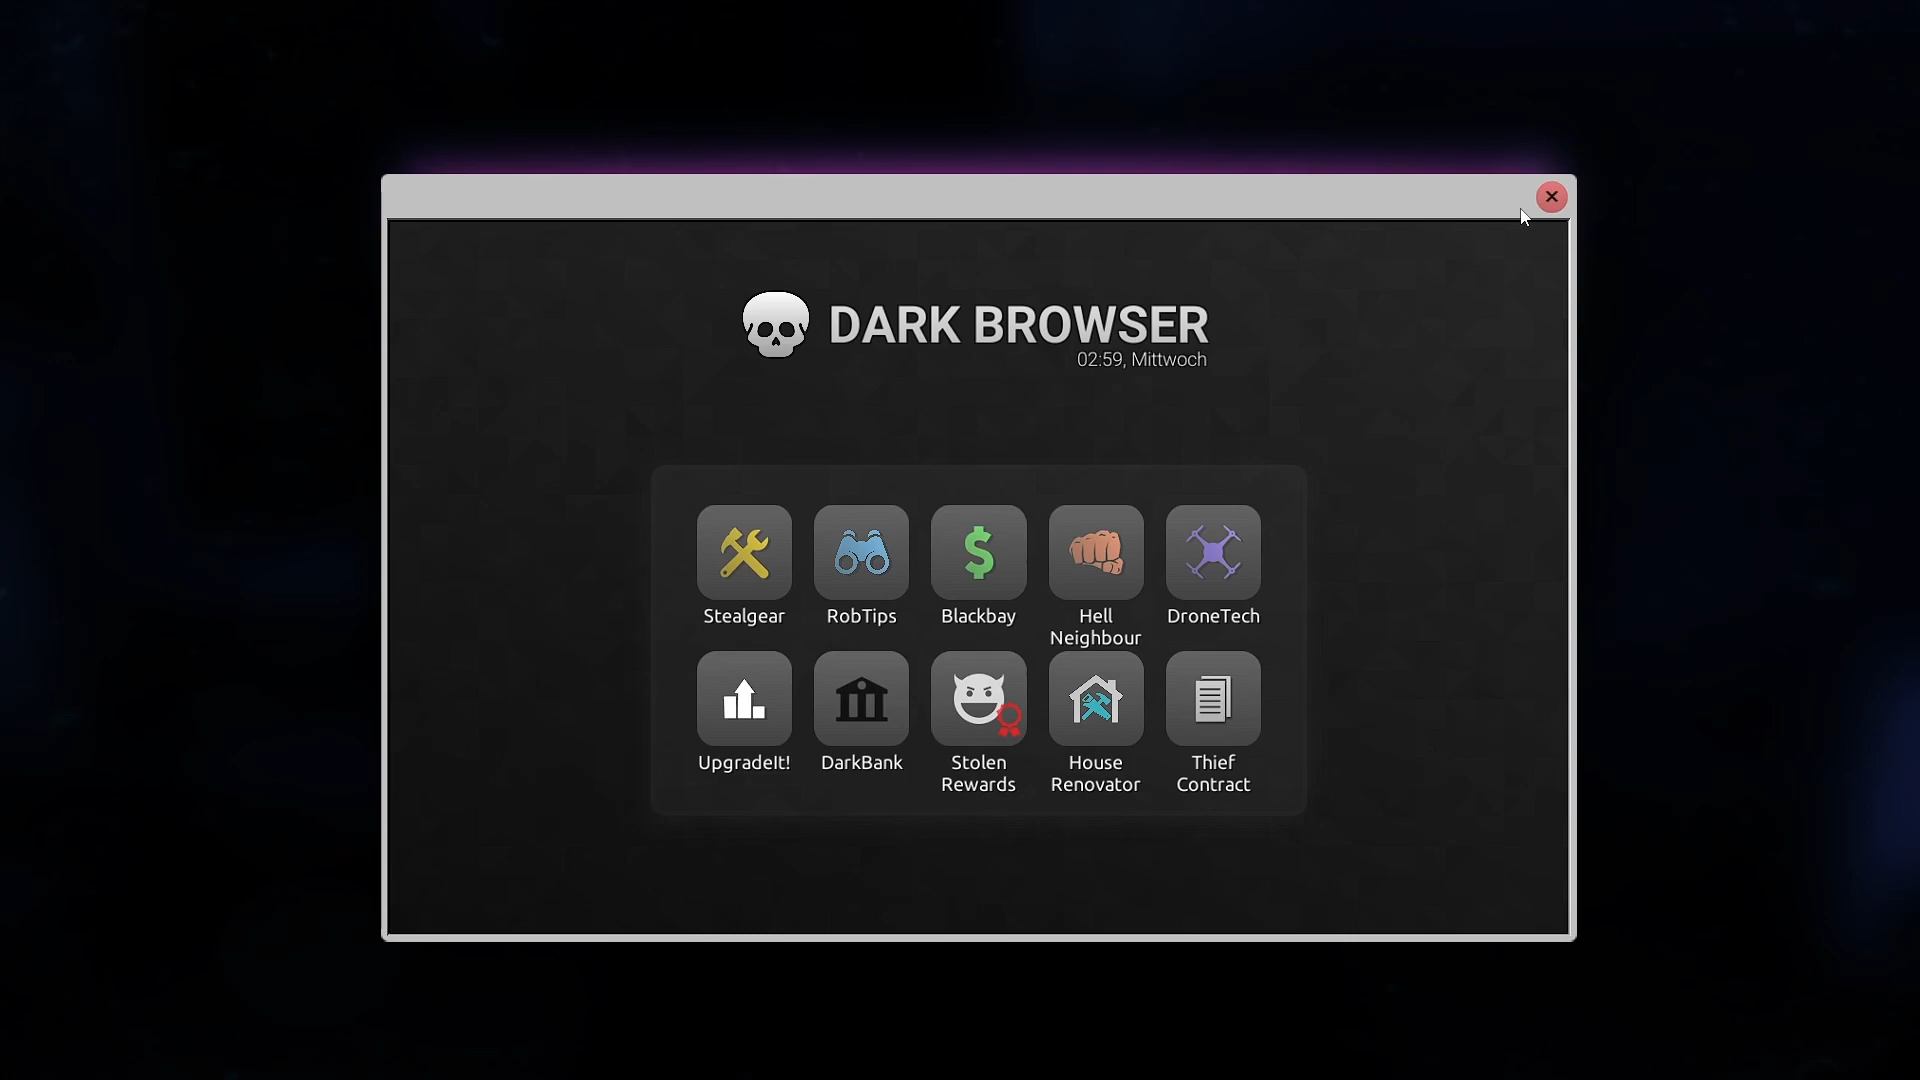 DARK BROWSER
02:59, Mittwoch
Stealgear
RobTips
Blackbay
Hell
Neighbour
DroneTech
UpgradeIt!
DarkBank
Stolen
Rewards
House
Renovator
Thief
Contract